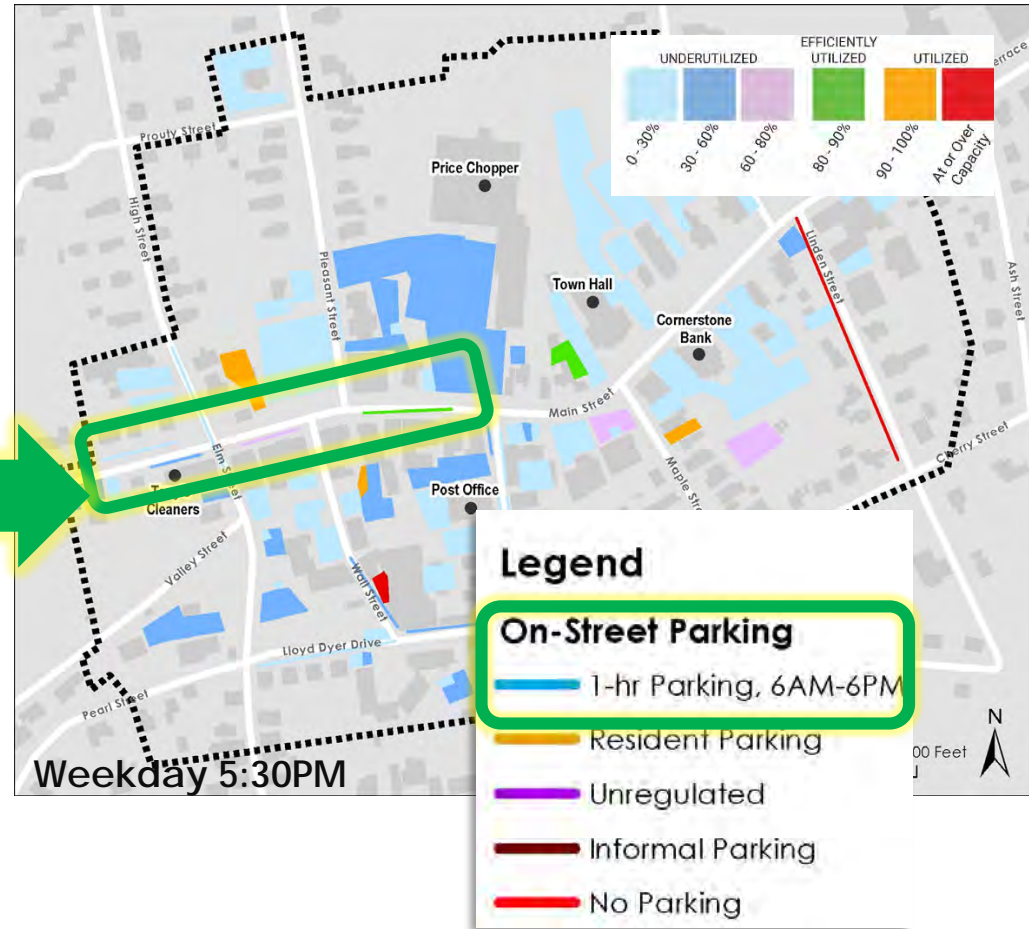 EFFICIENTLY
UNDERUTILIZED UTILIZED UTILIZED
0 - 30%
30 - 60%
60 - 80%
80 - 90%
90 - 100%
At or Over
Capacity
Prouty Street
Price Chopper
High Street
Pleasant Street
Linden Street
Ash Street
Town Hall
Cornerstone
Bank
Main Street
Elm Street
Cherry Street
Maple
Post Office
Cleaners
Valley Street
Wall Street
Lloyd Dyer Drive
Pearl Street
Weekday 5:30PM
Legend
On-Street Parking
1-hr Parking, 6AM-6PM
Resident Parking
Unregulated
Informal Parking
No Parking
N
00 Feet